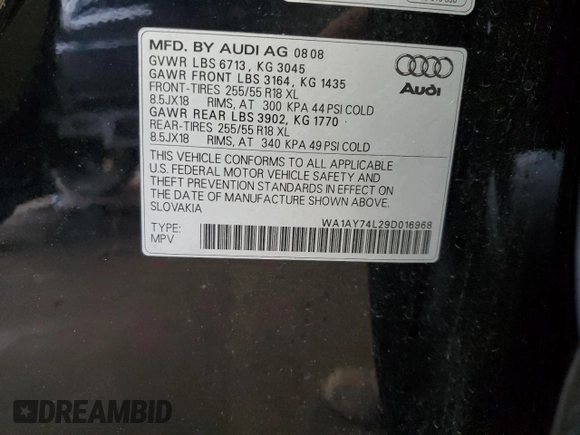 MFD. BY AUDI AG 08 08
GVWR LBS 6713, KG 3045
GAWR FRONT LBS 3164, KG 1435
FRONT-TIRES 255/55 R18 XL
8.5JX18 RIMS, AT 300 KPA 44 PSI COLD
GAWR REAR LBS 3902, KG 1770
REAR-TIRES 255/55 R18 XL
8.5JX18 RIMS, AT 340 KPA 49 PSI COLD
THIS VEHICLE CONFORMS TO ALL APPLICABLE
U.S. FEDERAL MOTOR VEHICLE SAFETY AND
THEFT PREVENTION STANDARDS IN EFFECT ON
THE DATE OF MANUFACTURE SHOWN ABOVE.
SLOVAKIA
WA1AY74L29D016968
TYPE:
MPV
Audi
DREAMBID